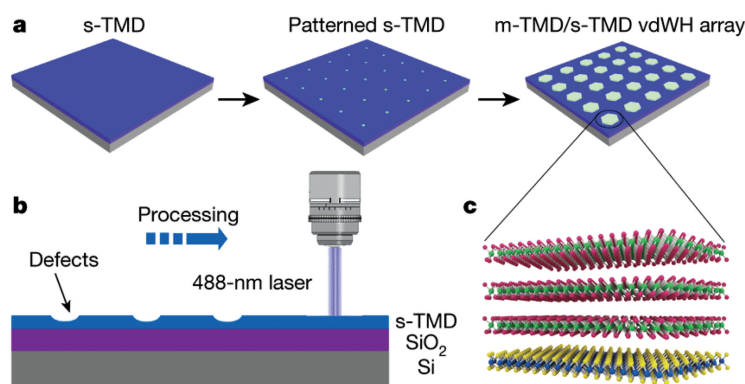 a
s-TMD
Patterned s-TMD
m-TMD/s-TMD vdWH array
b
Processing
Defects
488-nm laser
s-TMD
SiO₂
Si
c